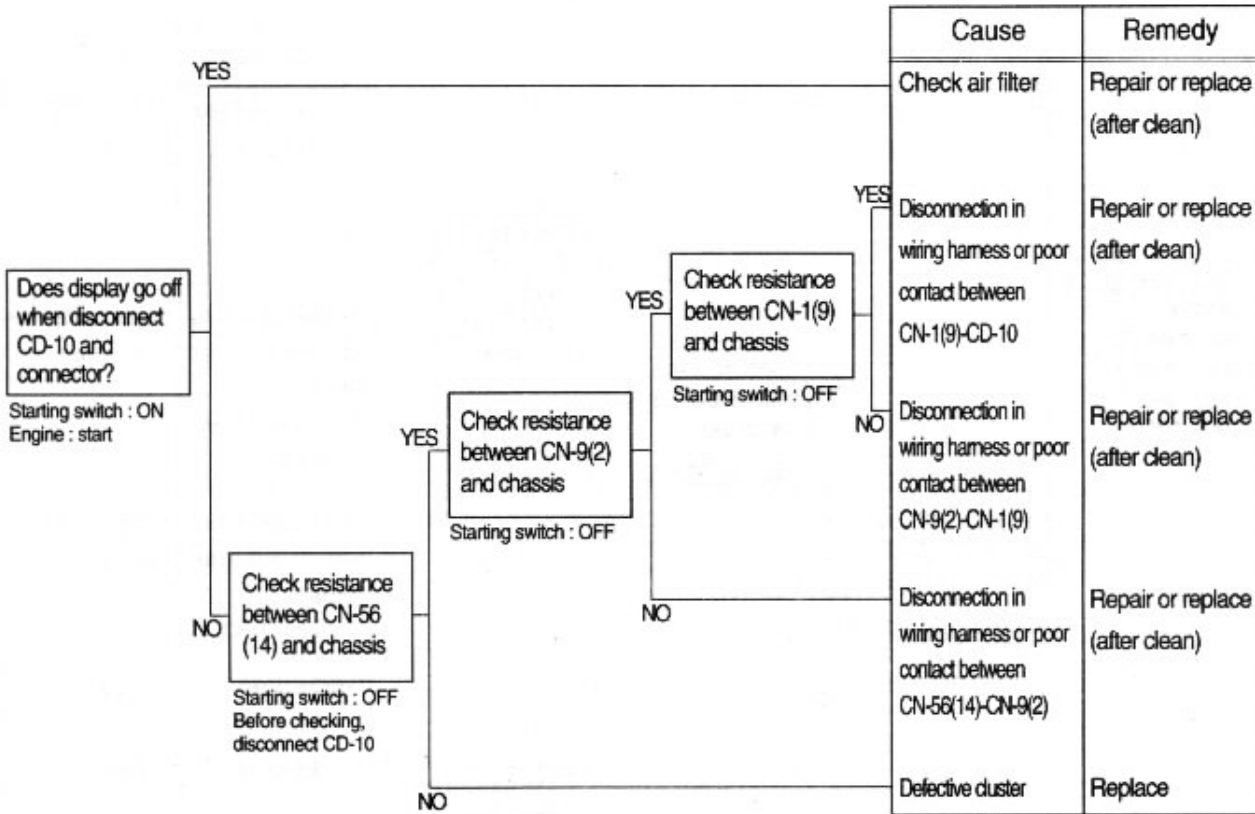 Cause
Remedy
YES
Check air filter
Repair or replace
(after clean)
YES
Disconnection in
wiring harness or poor
contact between
CN-1(9)-CD-10
Repair or replace
(after clean)
Does display go off
when disconnect
CD-10 and
connector?
Starting switch : ON
Engine : start
YES
Check resistance
between CN-1(9)
and chassis
Starting switch : OFF
NO
Disconnection in
wiring harness or poor
contact between
CN-9(2)-CN-1(9)
Repair or replace
(after clean)
YES
Check resistance
between CN-9(2)
and chassis
Starting switch : OFF
NO
Disconnection in
wiring harness or poor
contact between
CN-56(14)-CN-9(2)
Repair or replace
(after clean)
NO
Check resistance
between CN-56
(14) and chassis
Starting switch : OFF
Before checking,
disconnect CD-10
NO
Defective cluster
Replace